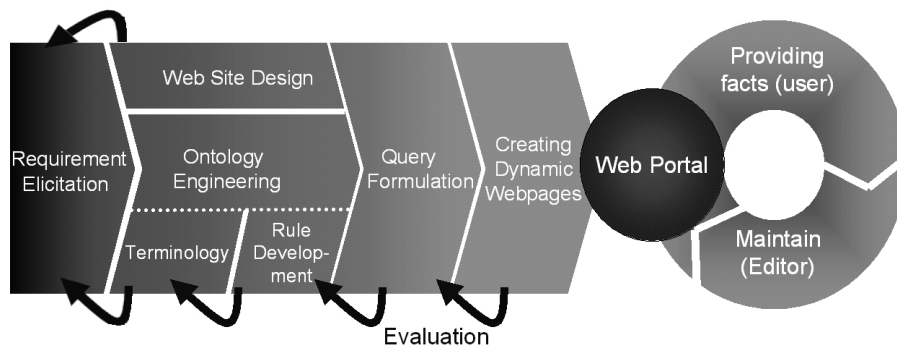 Requirement
Elicitation
Web Site Design
Ontology
Engineering
Terminology
Rule
Develop-
ment
Query
Formulation
Creating
Dynamic
Webpages
Web Portal
Providing
facts (user)
Maintain
(Editor)
Evaluation